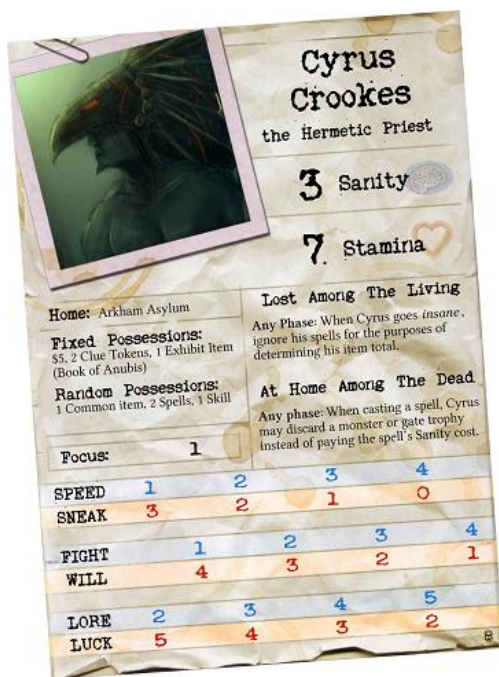 Cyrus
Crookes
the Hermetic Priest
3 Sanity
7 Stamina
Home: Arkham Asylum
Fixed Possessions:
$5, 2 Clue Tokens, 1 Exhibit Item
(Book of Anubis)
Random Possessions:
1 Common item, 2 Spells, 1 Skill
Focus: 1
Lost Among The Living
Any Phase: When Cyrus goes insane,
ignore his spells for the purposes of
determining his item total.
At Home Among The Dead
Any phase: When casting a spell, Cyrus
may discard a monster or gate trophy
instead of paying the spell's Sanity cost.
SPEED 1 2 3 4
SNEAK 3 2 1 0
FIGHT 1 2 3 4
WILL 4 3 2 1
LORE 2 3 4 5
LUCK 5 4 3 2